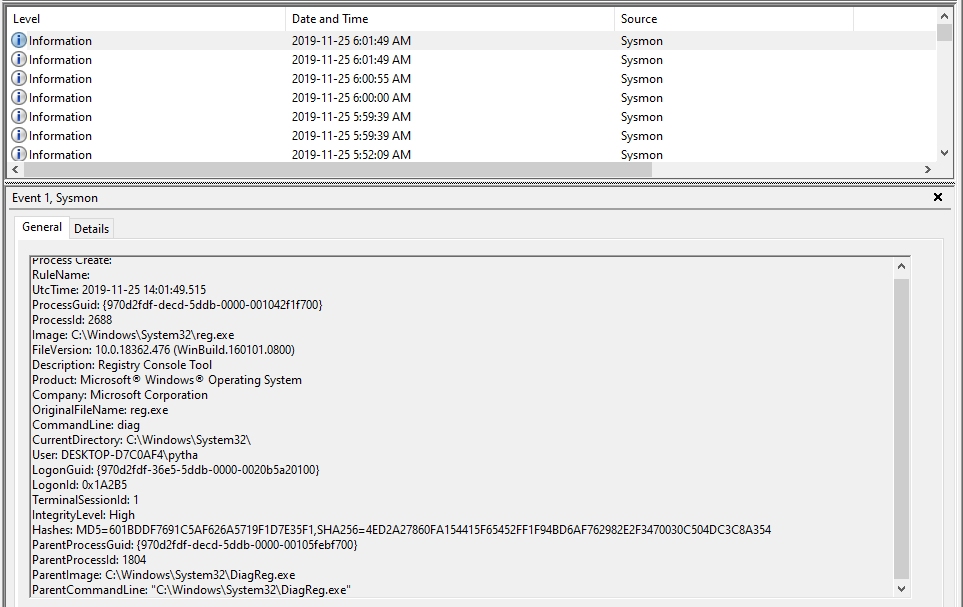 Level Date and Time Source
Information 2019-11-25 6:01:49 AM Sysmon
Information 2019-11-25 6:01:49 AM Sysmon
Information 2019-11-25 6:00:55 AM Sysmon
Information 2019-11-25 6:00:00 AM Sysmon
Information 2019-11-25 5:59:39 AM Sysmon
Information 2019-11-25 5:59:39 AM Sysmon
Information 2019-11-25 5:52:09 AM Sysmon
Event 1, Sysmon
General Details
Process Create:
RuleName:
UtcTime: 2019-11-25 14:01:49.515
ProcessGuid: {970d2fdf-decd-5ddb-0000-001042f1f700}
ProcessId: 2688
Image: C:\Windows\System32\reg.exe
FileVersion: 10.0.18362.476 (WinBuild.160101.0800)
Description: Registry Console Tool
Product: Microsoft® Windows® Operating System
Company: Microsoft Corporation
OriginalFileName: reg.exe
CommandLine: diag
CurrentDirectory: C:\Windows\System32\
User: DESKTOP-D7C0AF4\pytha
LogonGuid: {970d2fdf-36e5-5ddb-0000-0020b5a20100}
LogonId: 0x1A2B5
TerminalSessionId: 1
IntegrityLevel: High
Hashes: MD5=601BDDF7691C5AF626A5719F1D7E35F1,SHA256=4ED2A27860FA154415F65452FF1F94BD6AF762982E2F3470030C504DC3C8A354
ParentProcessGuid: {970d2fdf-decd-5ddb-0000-00105febf700}
ParentProcessId: 1804
ParentImage: C:\Windows\System32\DiagReg.exe
ParentCommandLine: "C:\Windows\System32\DiagReg.exe"